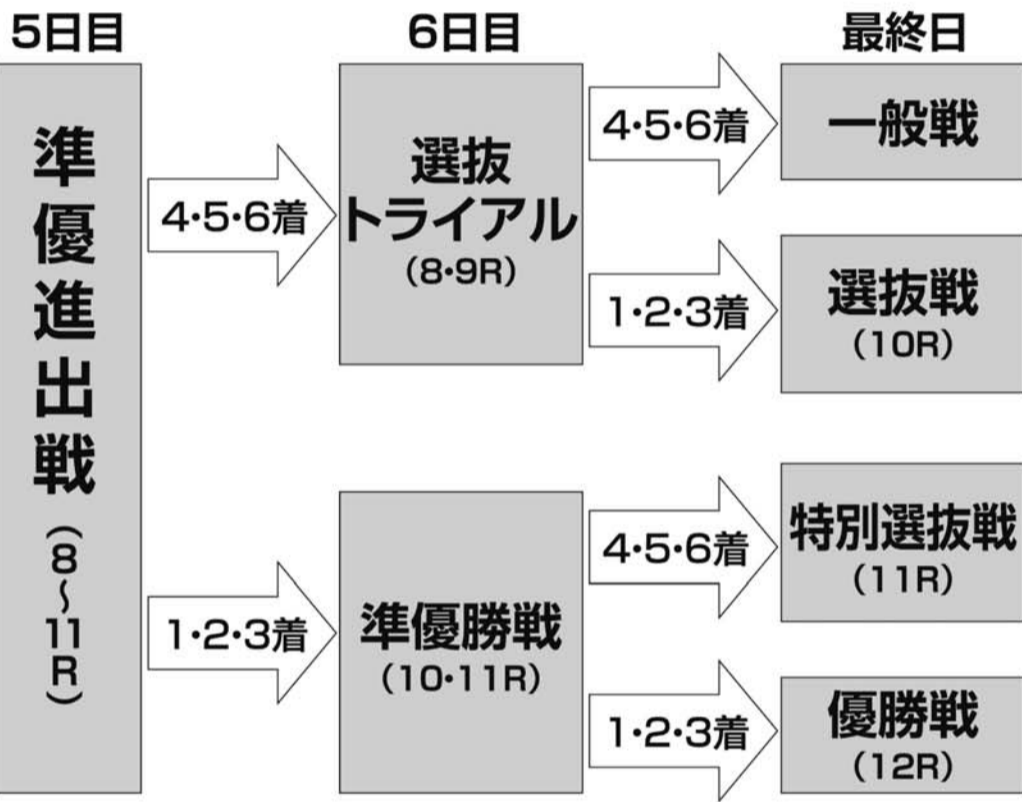 5日目
6日目
最終日
準優進出戦
(8〜11R)
4・5・6着
1・2・3着
選抜
トライアル
(8・9R)
準優勝戦
(10・11R)
4・5・6着
1・2・3着
4・5・6着
1・2・3着
一般戦
選抜戦
(10R)
特別選抜戦
(11R)
優勝戦
(12R)